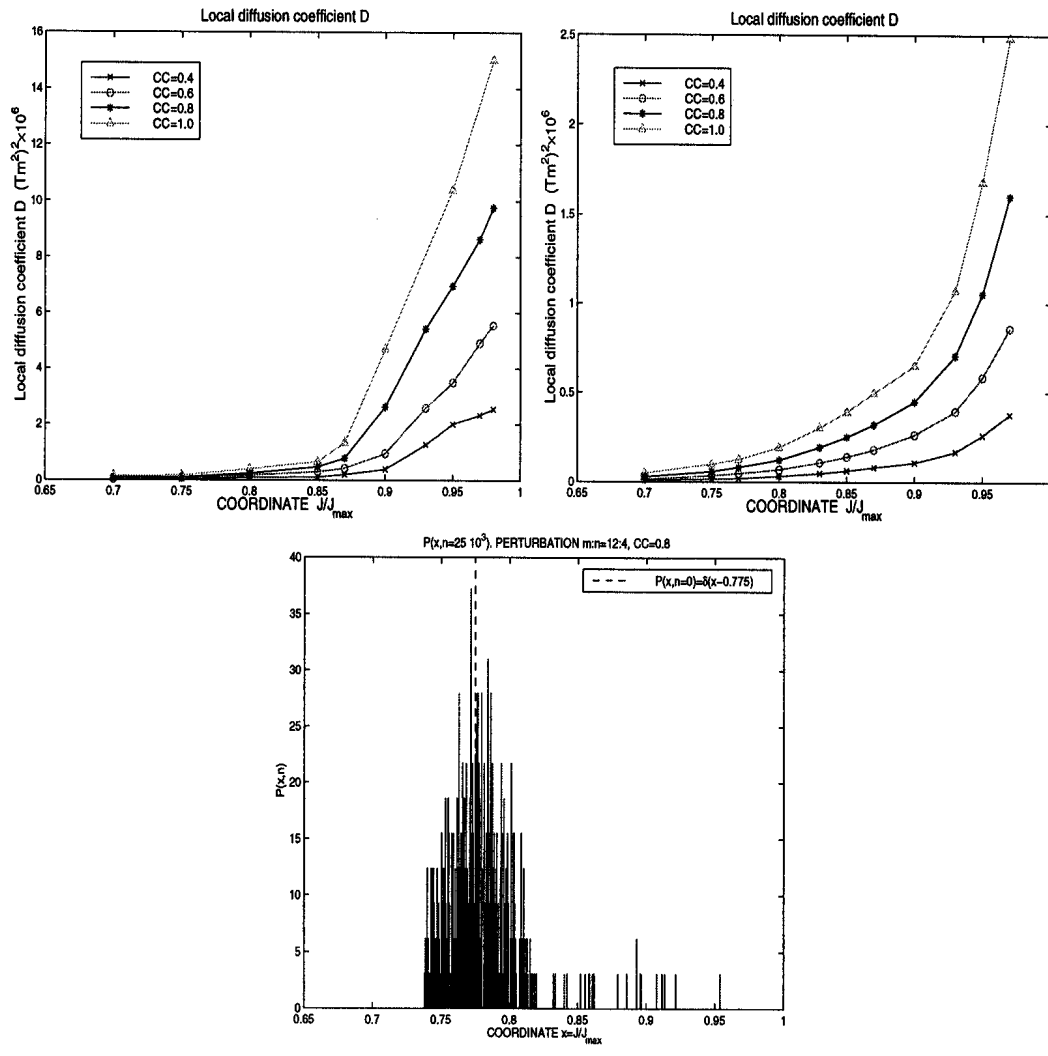 Local diffusion coefficient D
16
14
12
10
8
6
4
2
0
Local diffusion coefficient D (Tm²)²×10⁶
CC=0.4
CC=0.6
CC=0.8
CC=1.0
0.65 0.7 0.75 0.8 0.85 0.9 0.95 1
COORDINATE J/Jmax
Local diffusion coefficient D
2.5
2
1.5
1
0.5
0
Local diffusion coefficient D (Tm²)²×10⁶
CC=0.4
CC=0.6
CC=0.8
CC=1.0
0.65 0.7 0.75 0.8 0.85 0.9 0.95
COORDINATE J/Jmax
P(x,n=25 10³). PERTURBATION m:n=12:4, CC=0.8
40
35
30
25
20
15
10
5
0
P(x,n)
P(x,n=0)=δ(x−0.775)
0.65 0.7 0.75 0.8 0.85 0.9 0.95 1
COORDINATE x=J/Jmax